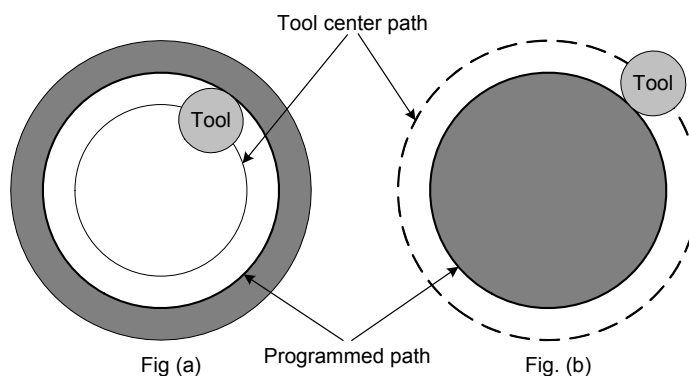 Tool center path
Tool
Tool
Programmed path
Fig (a)
Fig. (b)